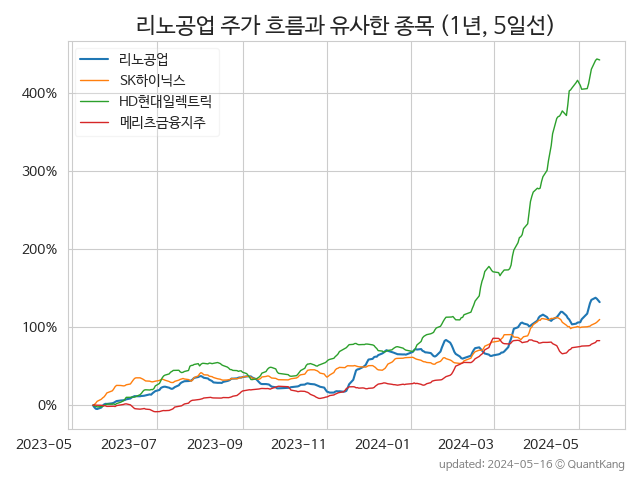 리노공업 주가 흐름과 유사한 종목 (1년, 5일선)
리노공업
SK하이닉스
HD현대일렉트릭
메리츠금융지주
400%
300%
200%
100%
0%
2023-05 2023-07 2023-09 2023-11 2024-01 2024-03 2024-05
updated: 2024-05-16 © QuantKang